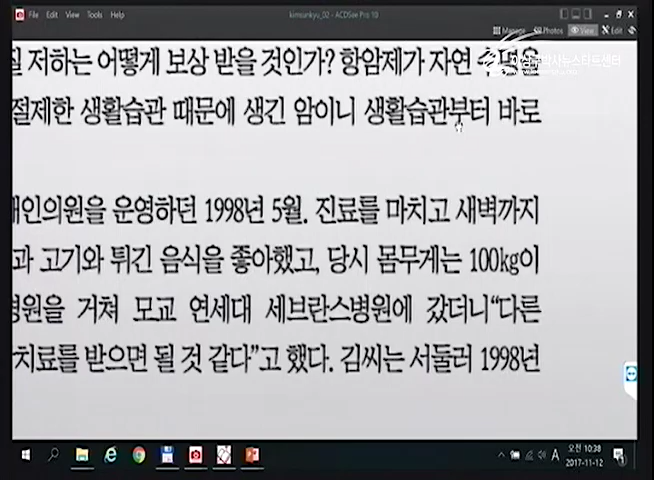 File Edit View Tools Help
kimsunkyu_02 - ACDSee Pro 10
Manage Photos View Edit
저하는 어떻게 보상 받을 것인가? 항암제가 자연
절제한 생활습관 때문에 생긴 암이니 생활습관부터 바로
개인의원을 운영하던 1998년 5월. 진료를 마치고 새벽까지
과 고기와 튀긴 음식을 좋아했고, 당시 몸무게는 100kg이
병원을 거쳐 모교 연세대 세브란스병원에 갔더니“다른
치료를 받으면 될 것 같다”고 했다. 김씨는 서둘러 1998년
A
오전 10:38
2017-11-12